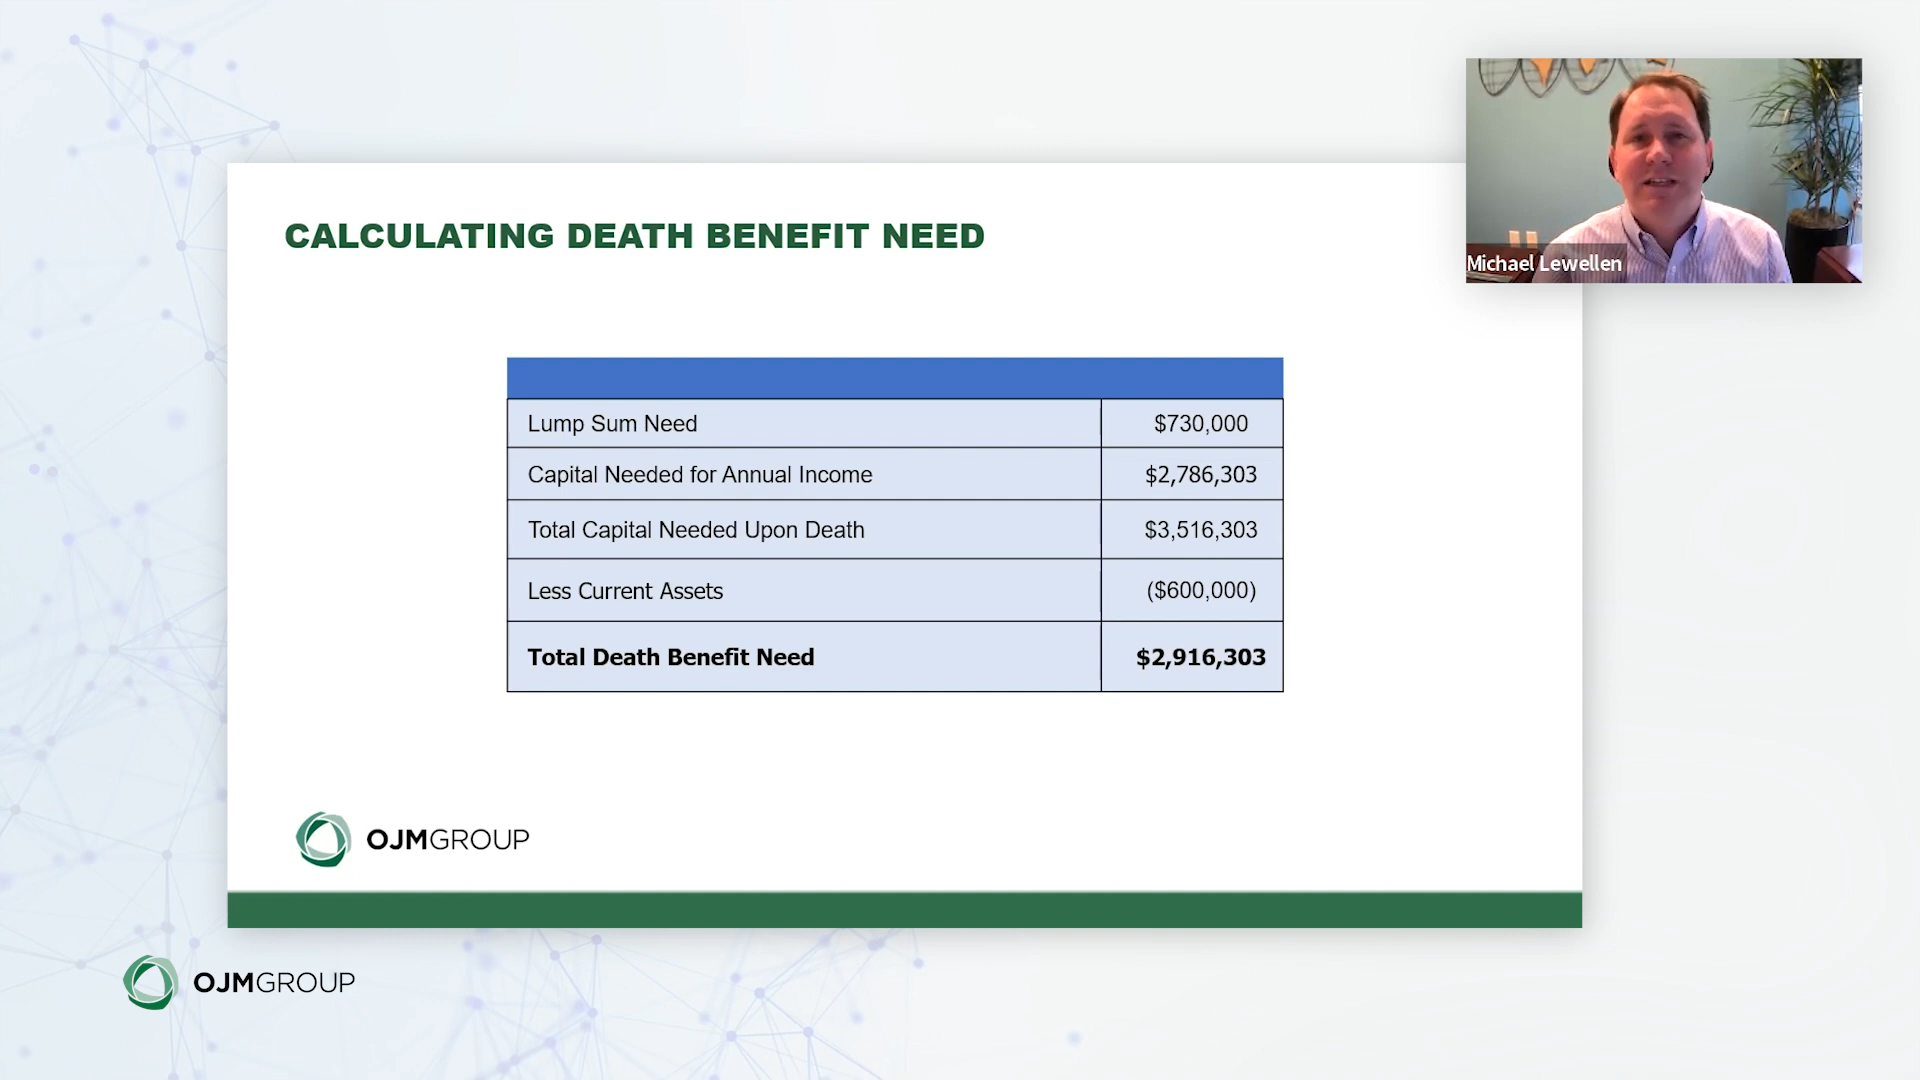 Michael Lewellen
CALCULATING DEATH BENEFIT NEED
Lump Sum Need $730,000
Capital Needed for Annual Income $2,786,303
Total Capital Needed Upon Death $3,516,303
Less Current Assets ($600,000)
Total Death Benefit Need $2,916,303
OJMGROUP
OJMGROUP